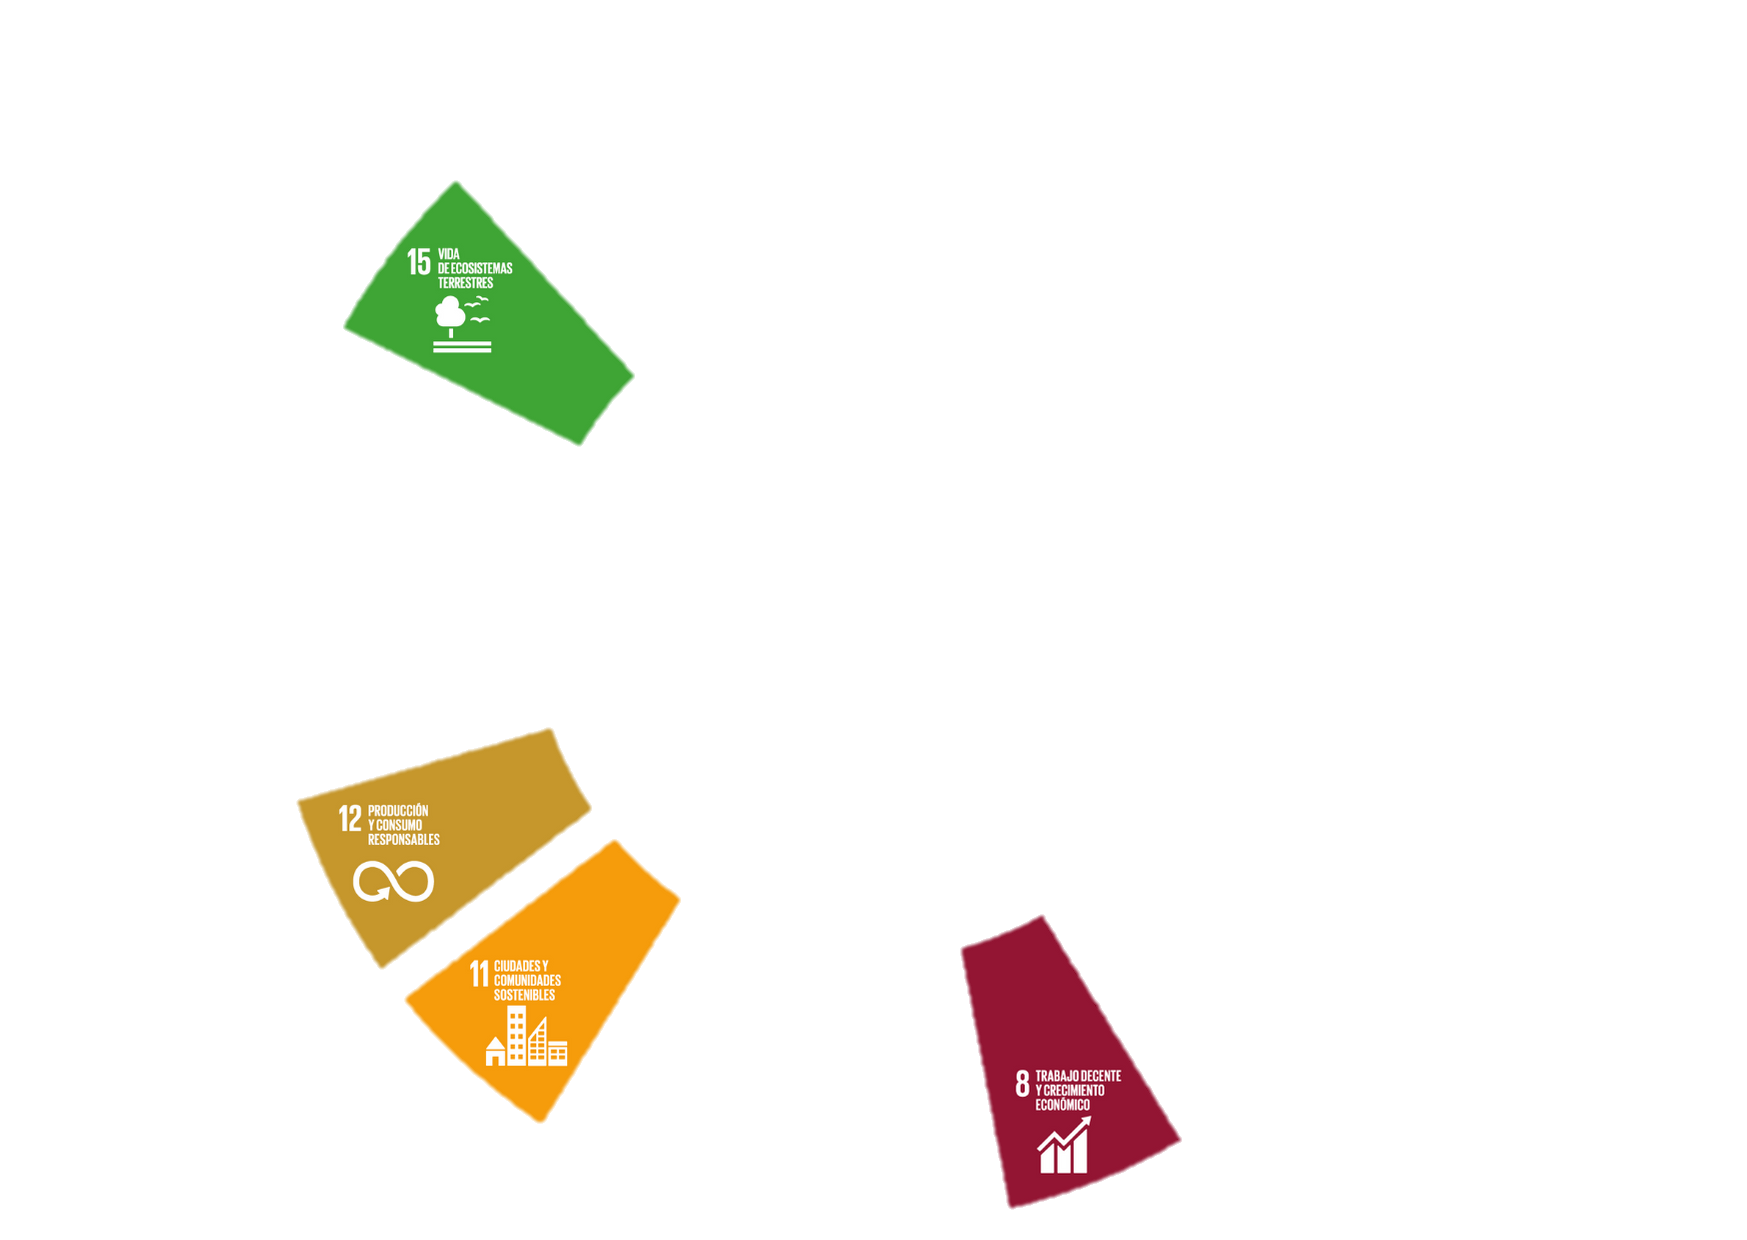 15 VIDA
DE ECOSISTEMAS
TERRESTRES
12 PRODUCCIÓN
Y CONSUMO
RESPONSABLES
11 CIUDADES Y
COMUNIDADES
SOSTENIBLES
8 TRABAJO DECENTE
Y CRECIMIENTO
ECONÓMICO